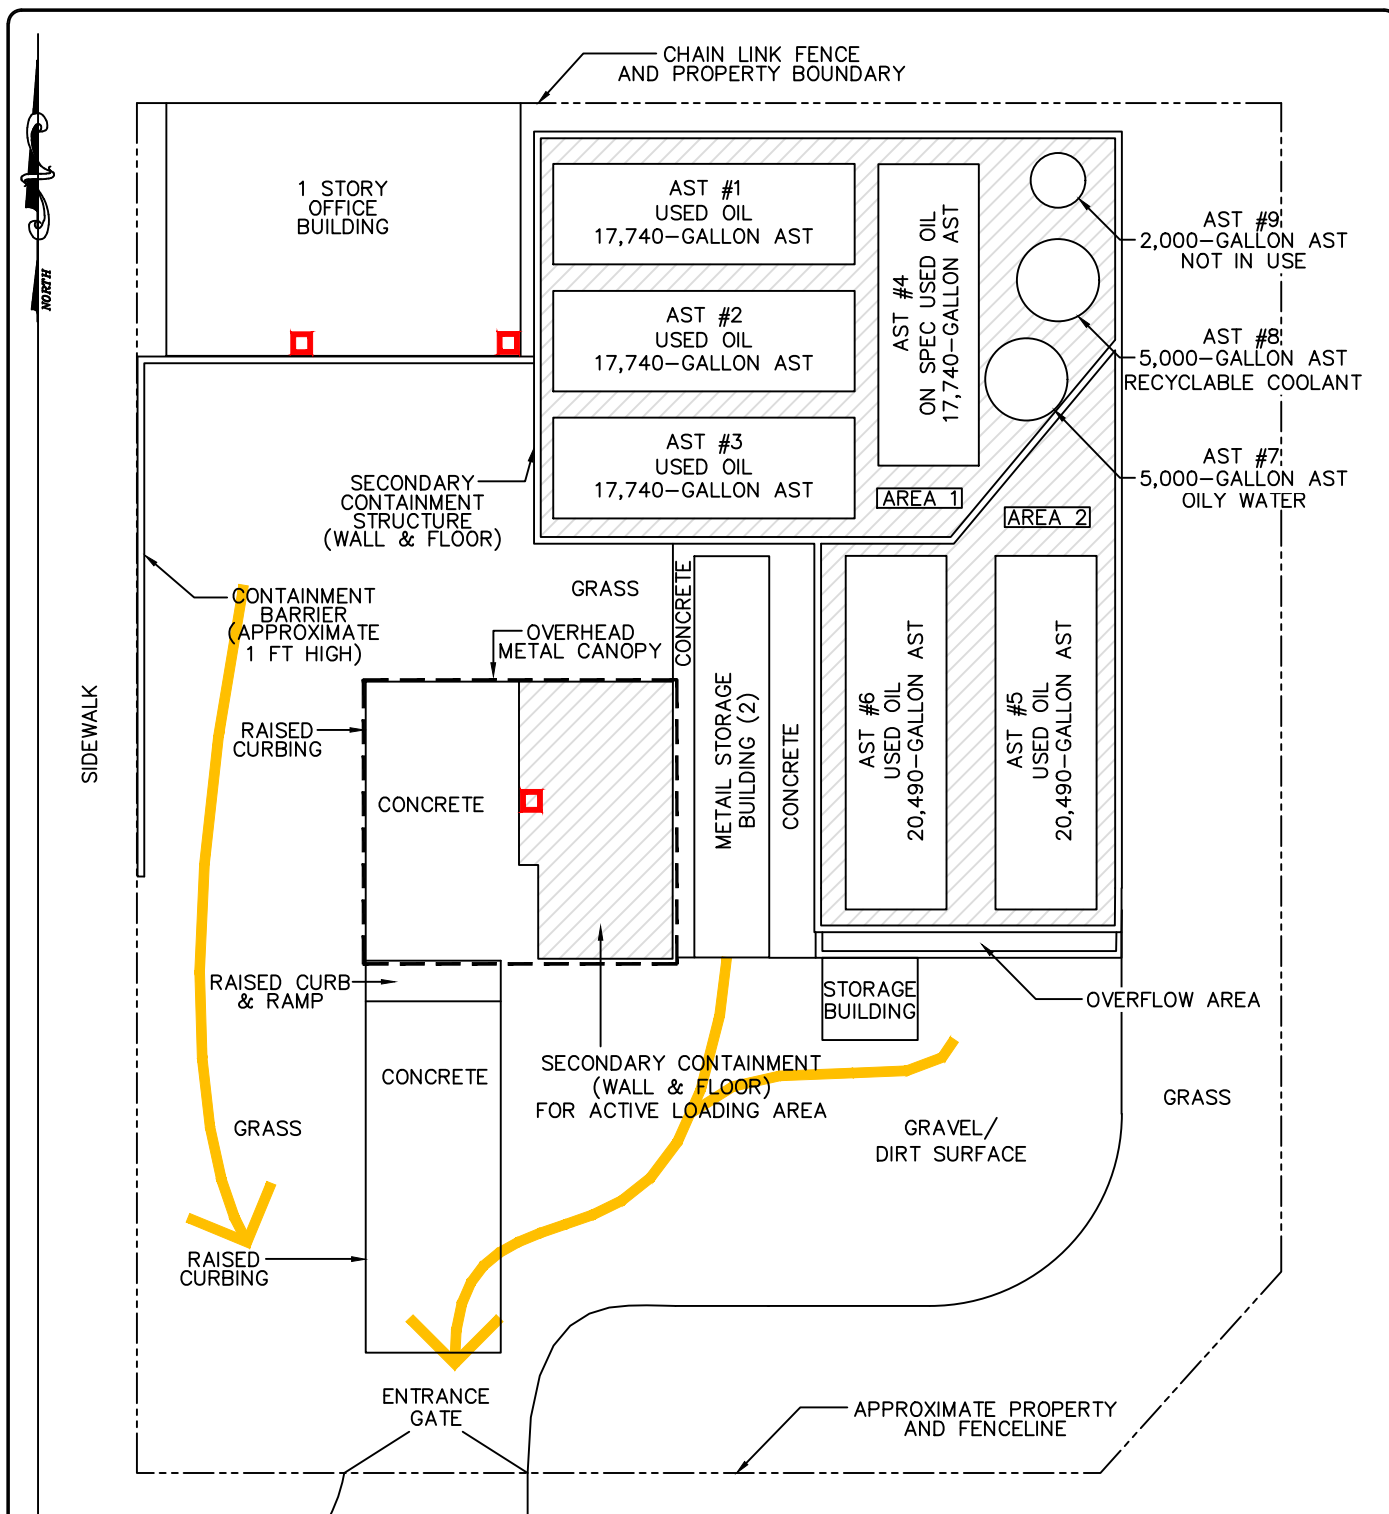 CHAIN LINK FENCE
AND PROPERTY BOUNDARY
NORTH
1 STORY
OFFICE
BUILDING
AST #1
USED OIL
17,740-GALLON AST
AST #2
USED OIL
17,740-GALLON AST
AST #3
USED OIL
17,740-GALLON AST
AST #4
ON SPEC USED OIL
17,740-GALLON AST
AST #9
2,000-GALLON AST
NOT IN USE
AST #8
5,000-GALLON AST
RECYCLABLE COOLANT
AST #7
5,000-GALLON AST
OILY WATER
AREA 1
AREA 2
SECONDARY
CONTAINMENT
STRUCTURE
(WALL & FLOOR)
CONTAINMENT
BARRIER
(APPROXIMATE
1 FT HIGH)
GRASS
OVERHEAD
METAL CANOPY
CONCRETE
METAIL STORAGE
BUILDING (2)
CONCRETE
AST #6
USED OIL
20,490-GALLON AST
AST #5
USED OIL
20,490-GALLON AST
SIDEWALK
RAISED
CURBING
CONCRETE
RAISED CURB
& RAMP
STORAGE
BUILDING
OVERFLOW AREA
CONCRETE
SECONDARY CONTAINMENT
(WALL & FLOOR)
FOR ACTIVE LOADING AREA
GRASS
GRASS
GRAVEL/
DIRT SURFACE
RAISED
CURBING
ENTRANCE
GATE
APPROXIMATE PROPERTY
AND FENCELINE